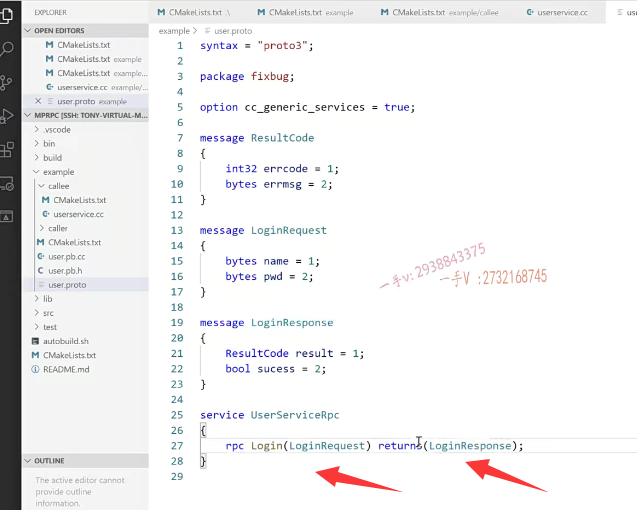 EXPLORER
OPEN EDITORS
CMakeLists.txt
CMakeLists.txt example
CMakeLists.txt example...
userservice.cc example/...
user.proto example
MPRPC [SSH: TONY-VIRTUAL-M...
.vscode
bin
build
example
callee
CMakeLists.txt
userservice.cc
caller
CMakeLists.txt
user.pb.cc
user.pb.h
user.proto
lib
src
test
autobuild.sh
CMakeLists.txt
README.md
OUTLINE
The active editor cannot
provide outline
information.
CMakeLists.txt .\
CMakeLists.txt example
CMakeLists.txt example/callee
userservice.cc
example > user.proto
1 syntax = "proto3";
2
3 package fixbug;
4
5 option cc_generic_services = true;
6
7 message ResultCode
8 {
9 int32 errcode = 1;
10 bytes errmsg = 2;
11 }
12
13 message LoginRequest
14 {
15 bytes name = 1;
16 bytes pwd = 2;
17 }
18
19 message LoginResponse
20 {
21 ResultCode result = 1;
22 bool sucess = 2;
23 }
24
25 service UserServiceRpc
26 {
27 rpc Login(LoginRequest) returns(LoginResponse);
28 }
29
一手v:2938843375
一手V :2732168745